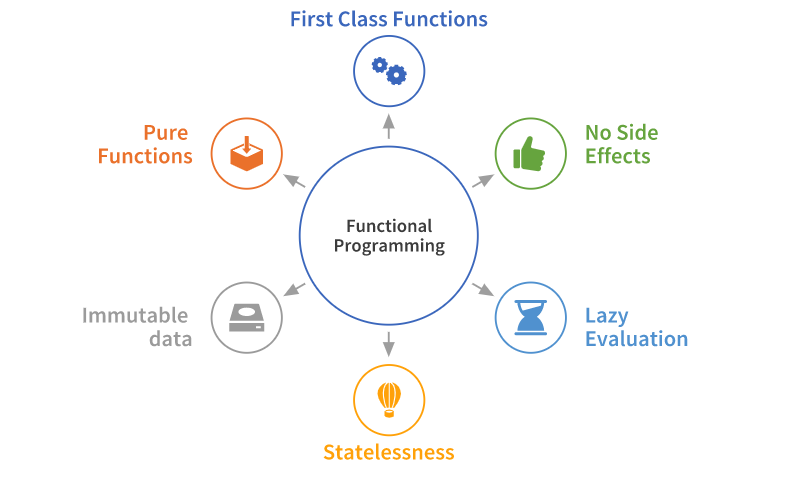 First Class Functions
Pure
Functions
No Side
Effects
Functional
Programming
Immutable
data
Lazy
Evaluation
Statelessness